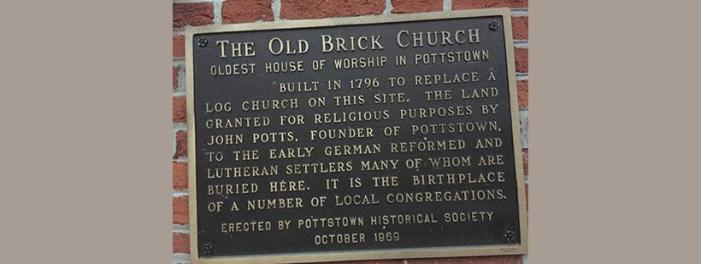 THE OLD BRICK CHURCH
OLDEST HOUSE OF WORSHIP IN POTTSTOWN
BUILT IN 1796 TO REPLACE A
LOG CHURCH ON THIS SITE. THE LAND
GRANTED FOR RELIGIOUS PURPOSES BY
JOHN POTTS, FOUNDER OF POTTSTOWN,
TO THE EARLY GERMAN REFORMED AND
LUTHERAN SETTLERS MANY OF WHOM ARE
BURIED HERE. IT IS THE BIRTHPLACE
OF A NUMBER OF LOCAL CONGREGATIONS.
ERECTED BY POTTSTOWN HISTORICAL SOCIETY
OCTOBER 1969